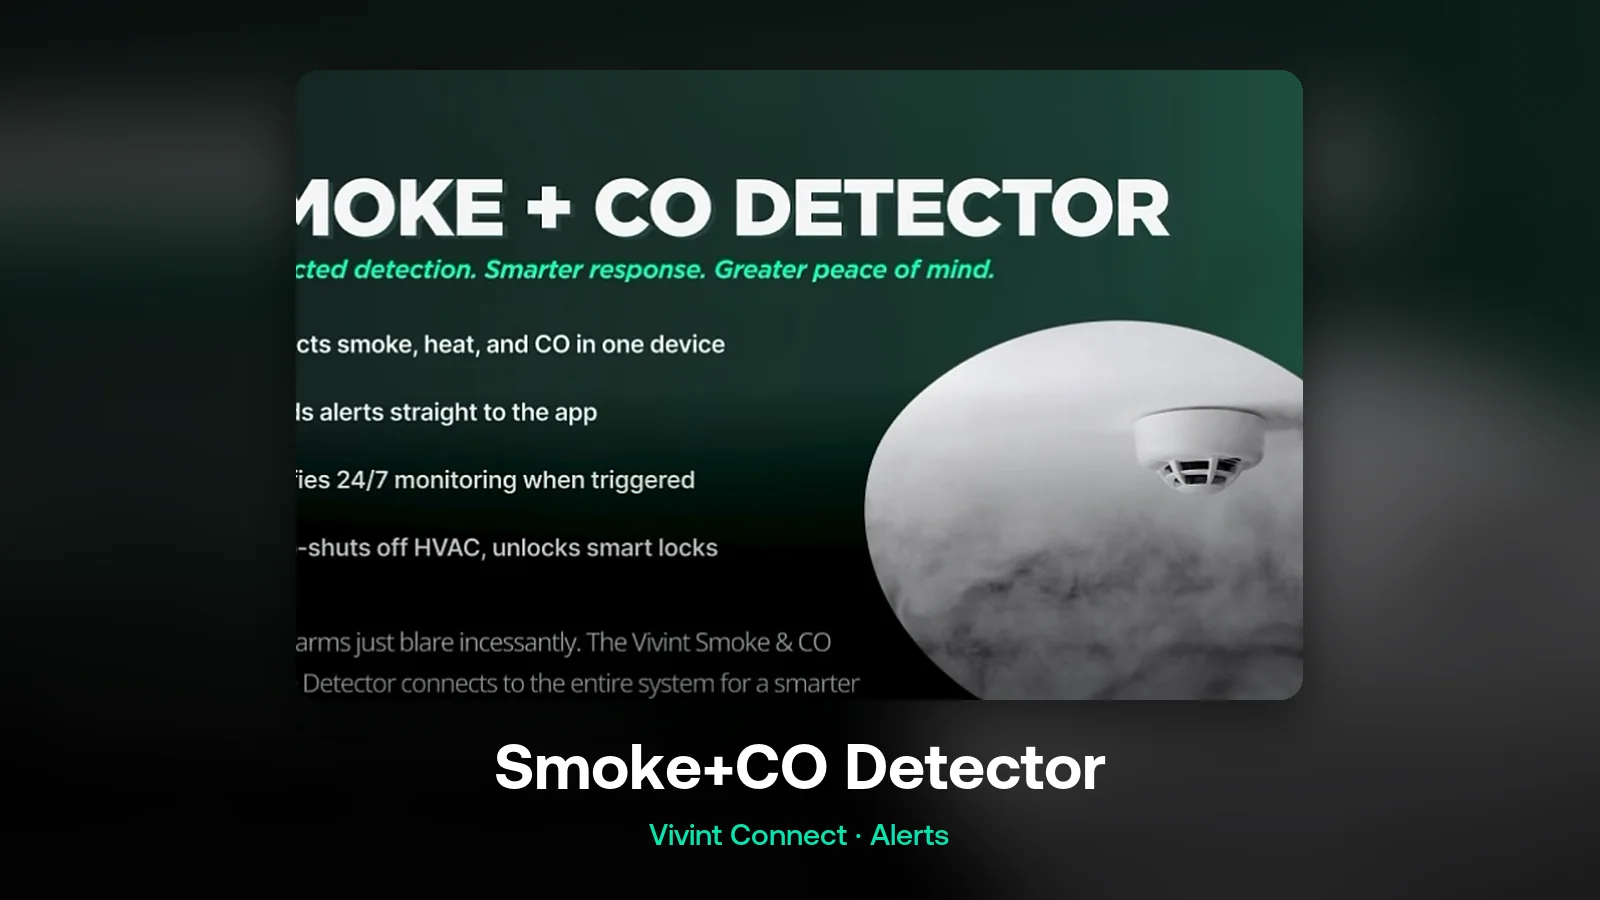 MOKE + CO DETECTOR
cted detection. Smarter response. Greater peace of mind.
cts smoke, heat, and CO in one device
ds alerts straight to the app
fies 24/7 monitoring when triggered
-shuts off HVAC, unlocks smart locks
arms just blare incessantly. The Vivint Smoke & CO
Detector connects to the entire system for a smarter
Smoke+CO Detector
Vivint Connect · Alerts